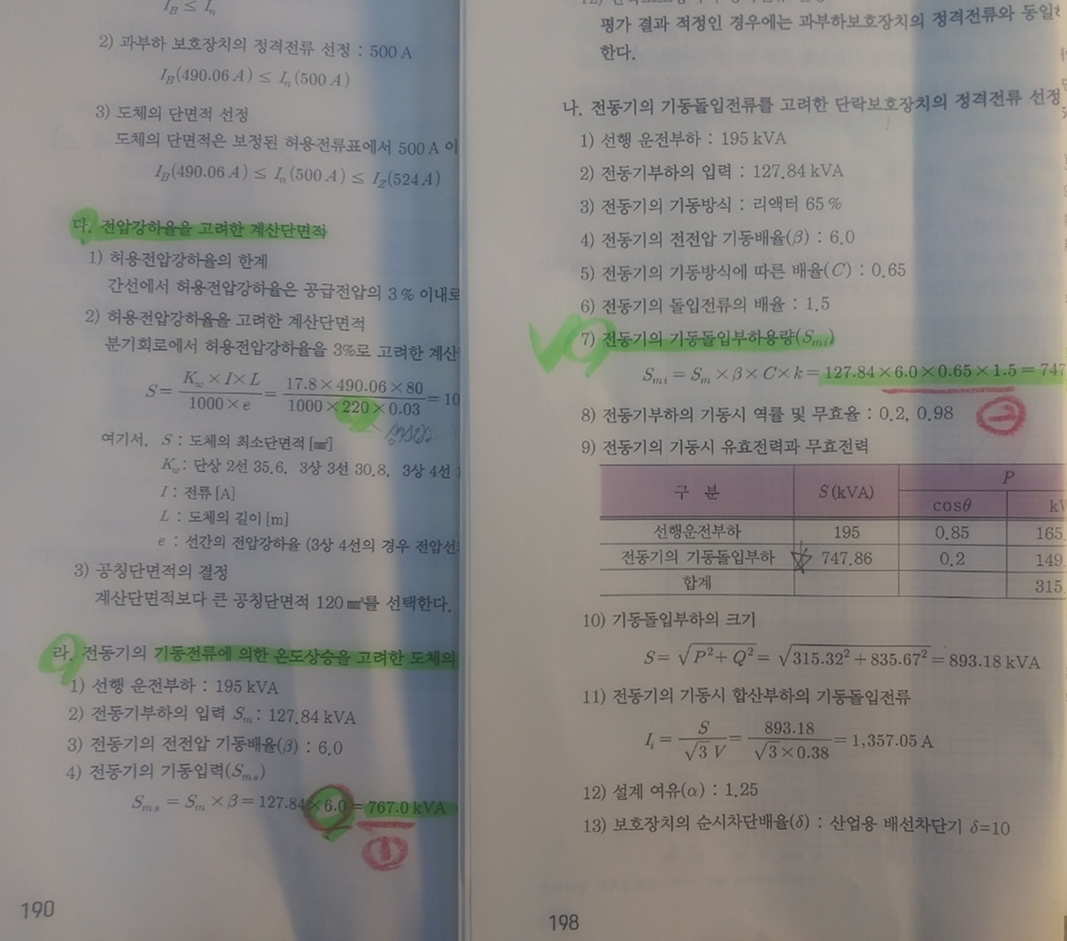 I_B ≤ I_n
2) 과부하 보호장치의 정격전류 선정 : 500 A
I_B(490.06 A) ≤ I_n(500 A)
3) 도체의 단면적 선정
도체의 단면적은 보정된 허용전류표에서 500 A 이
I_B(490.06 A) ≤ I_n(500 A) ≤ I_Z(524 A)
다. 전압강하율을 고려한 계산단면적
1) 허용전압강하율의 한계
간선에서 허용전압강하율은 공급전압의 3 % 이내로
2) 허용전압강하율을 고려한 계산단면적
분기회로에서 허용전압강하율을 3%로 고려한 계산
S = (K_w × I × L) / (1000 × e) = (17.8 × 490.06 × 80) / (1000 × 220 × 0.03) = 10
여기서, S : 도체의 최소단면적 [㎟]
K_w : 단상 2선 35.6, 3상 3선 30.8, 3상 4선 1
I : 전류 [A]
L : 도체의 길이 [m]
e : 선간의 전압강하율 (3상 4선의 경우 전압선
3) 공칭단면적의 결정
계산단면적보다 큰 공칭단면적 120 ㎟를 선택한다.
라. 전동기의 기동전류에 의한 온도상승을 고려한 도체의
1) 선행 운전부하 : 195 kVA
2) 전동기부하의 입력 S_m : 127.84 kVA
3) 전동기의 전전압 기동배율(β) : 6.0
4) 전동기의 기동입력(S_ms)
S_ms = S_m × β = 127.84 × 6.0 = 767.0 kVA
①
190
평가 결과 적정인 경우에는 과부하보호장치의 정격전류와 동일
한다.
나. 전동기의 기동돌입전류를 고려한 단락보호장치의 정격전류 선정
1) 선행 운전부하 : 195 kVA
2) 전동기부하의 입력 : 127.84 kVA
3) 전동기의 기동방식 : 리액터 65 %
4) 전동기의 전전압 기동배율(β) : 6.0
5) 전동기의 기동방식에 따른 배율(C) : 0.65
6) 전동기의 돌입전류의 배율 : 1.5
7) 전동기의 기동돌입부하용량(S_mi)
S_mi = S_m × β × C × k = 127.84 × 6.0 × 0.65 × 1.5 = 747
8) 전동기부하의 기동시 역률 및 무효율 : 0.2, 0.98
9) 전동기의 기동시 유효전력과 무효전력
구 분 S (kVA) P
cosθ
선행운전부하 195 0.85 165
전동기의 기동돌입부하 747.86 0.2 149
합계 315
10) 기동돌입부하의 크기
S = √(P² + Q²) = √(315.32² + 835.67²) = 893.18 kVA
11) 전동기의 기동시 합산부하의 기동돌입전류
I_i = S / (√3 V) = 893.18 / (√3 × 0.38) = 1,357.05 A
12) 설계 여유(α) : 1.25
13) 보호장치의 순시차단배율(δ) : 산업용 배선차단기 δ=10
198